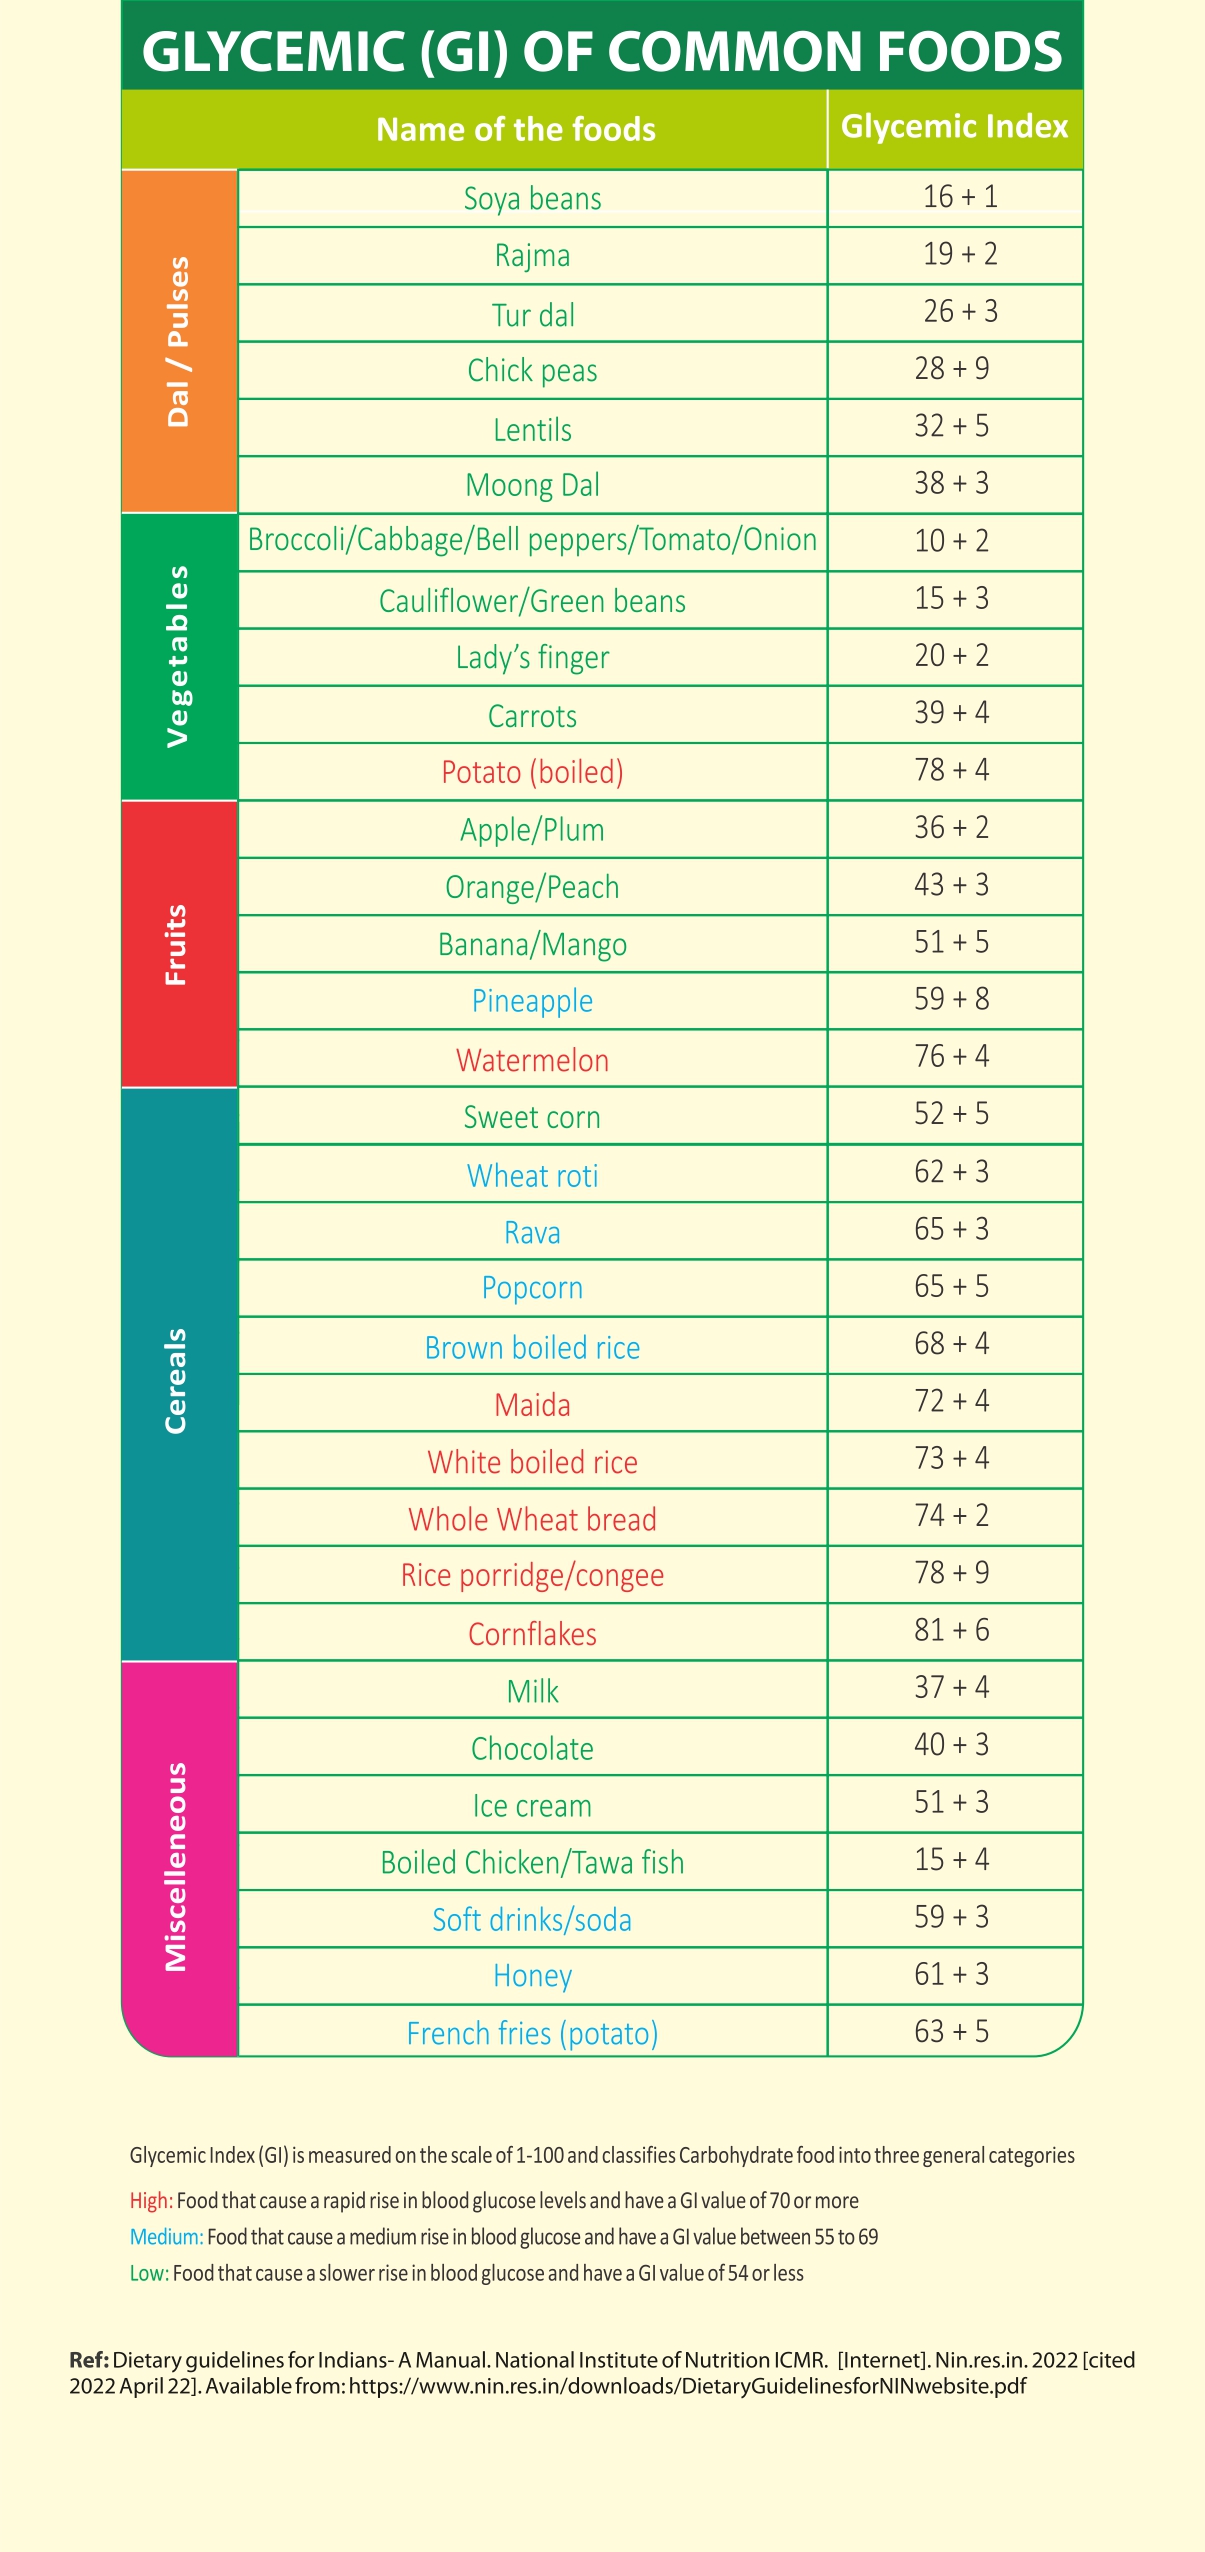 GLYCEMIC (GI) OF COMMON FOODS
Name of the foods Glycemic Index
Dal / Pulses
Soya beans 16 + 1
Rajma 19 + 2
Tur dal 26 + 3
Chick peas 28 + 9
Lentils 32 + 5
Moong Dal 38 + 3
Vegetables
Broccoli/Cabbage/Bell peppers/Tomato/Onion 10 + 2
Cauliflower/Green beans 15 + 3
Lady's finger 20 + 2
Carrots 39 + 4
Potato (boiled) 78 + 4
Fruits
Apple/Plum 36 + 2
Orange/Peach 43 + 3
Banana/Mango 51 + 5
Pineapple 59 + 8
Watermelon 76 + 4
Cereals
Sweet corn 52 + 5
Wheat roti 62 + 3
Rava 65 + 3
Popcorn 65 + 5
Brown boiled rice 68 + 4
Maida 72 + 4
White boiled rice 73 + 4
Whole Wheat bread 74 + 2
Rice porridge/congee 78 + 9
Cornflakes 81 + 6
Miscelleneous
Milk 37 + 4
Chocolate 40 + 3
Ice cream 51 + 3
Boiled Chicken/Tawa fish 15 + 4
Soft drinks/soda 59 + 3
Honey 61 + 3
French fries (potato) 63 + 5
Glycemic Index (GI) is measured on the scale of 1-100 and classifies Carbohydrate food into three general categories
High: Food that cause a rapid rise in blood glucose levels and have a GI value of 70 or more
Medium: Food that cause a medium rise in blood glucose and have a GI value between 55 to 69
Low: Food that cause a slower rise in blood glucose and have a GI value of 54 or less
Ref: Dietary guidelines for Indians- A Manual. National Institute of Nutrition ICMR. [Internet]. Nin.res.in. 2022 [cited
2022 April 22]. Available from: https://www.nin.res.in/downloads/DietaryGuidelinesforNINwebsite.pdf